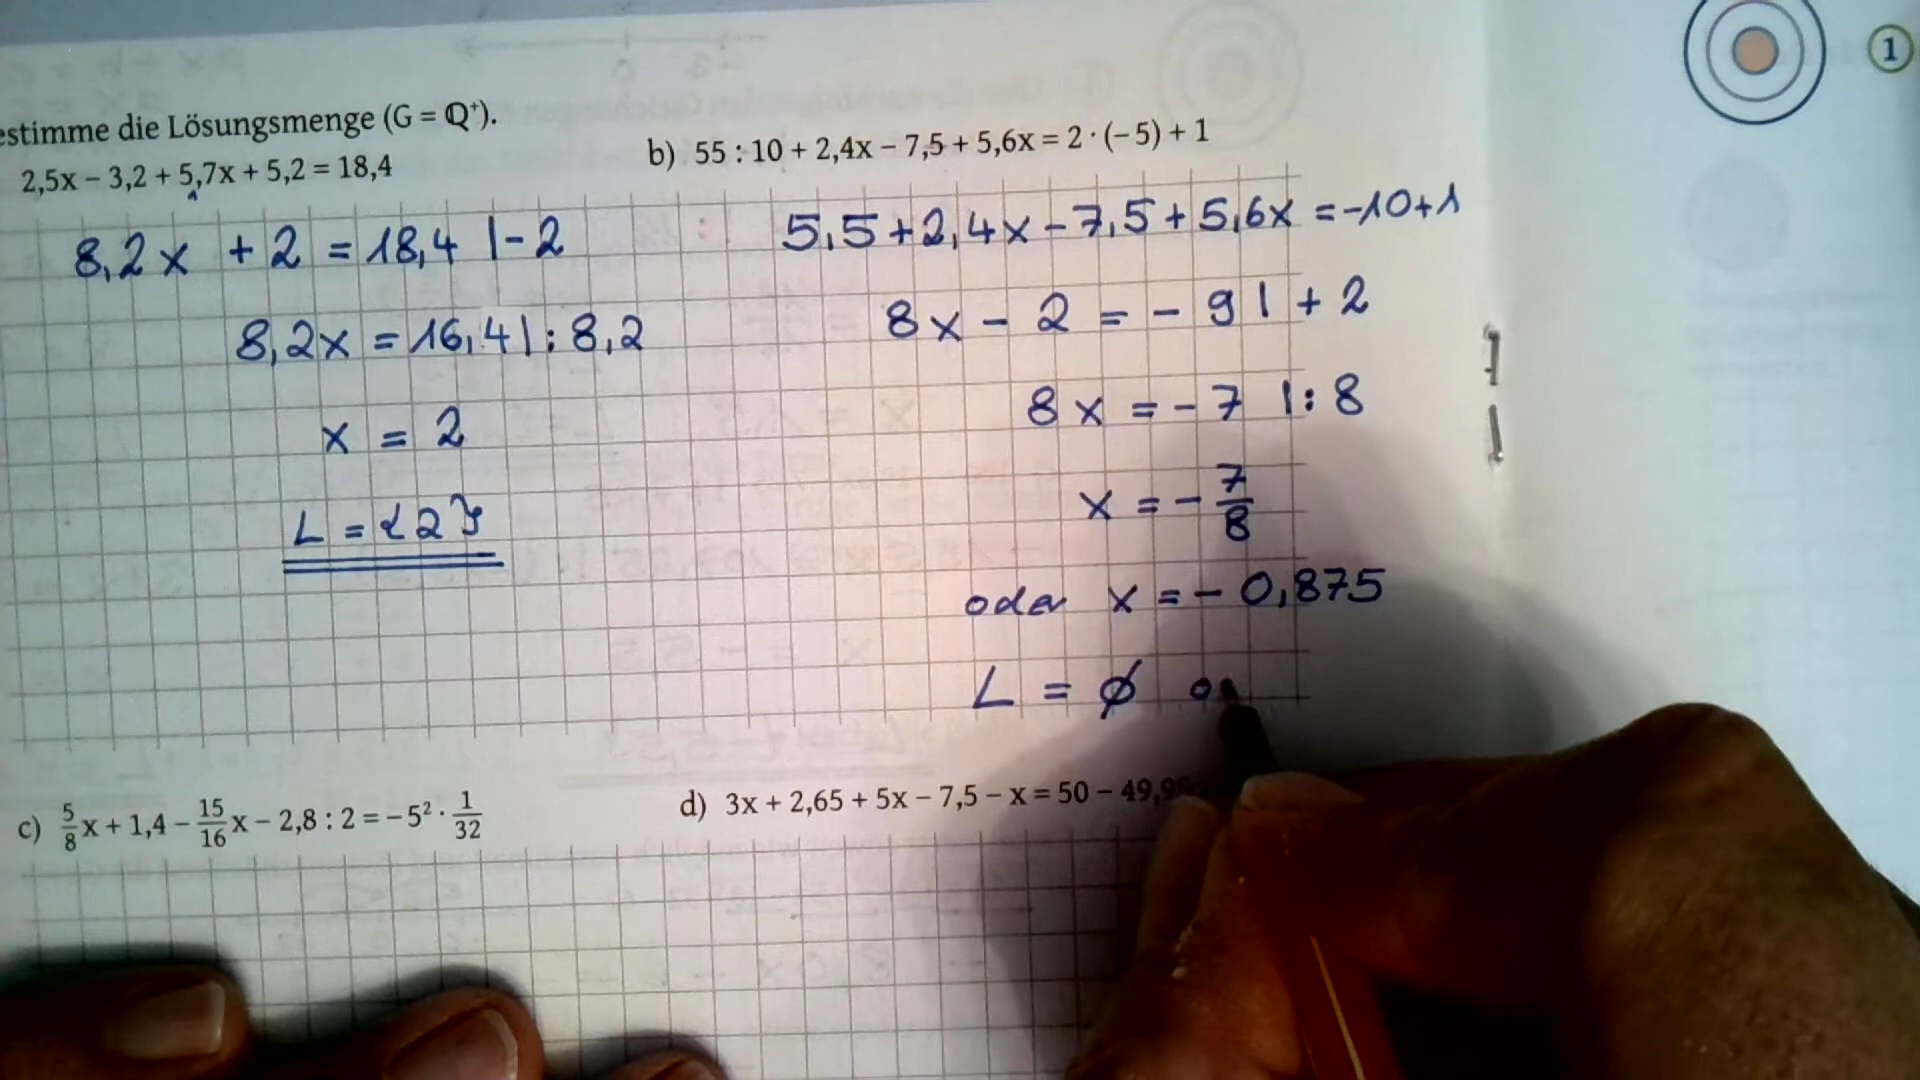 estimme die Lösungsmenge (G = ℚ⁺).
2,5x – 3,2 + 5,7x + 5,2 = 18,4
8,2x + 2 = 18,4 |-2
8,2x = 16,4 | : 8,2
x = 2
L = {2}
b) 55 : 10 + 2,4x – 7,5 + 5,6x = 2 · (– 5) + 1
5,5 + 2,4x - 7,5 + 5,6x = -10+1
8x - 2 = - 9 | + 2
8x = - 7 |: 8
x = - 7/8
oder x = - 0,875
L = ∅ o
c) 5/8 x + 1,4 – 15/16 x – 2,8 : 2 = – 5² · 1/32
d) 3x + 2,65 + 5x – 7,5 – x = 50 – 49,9
1